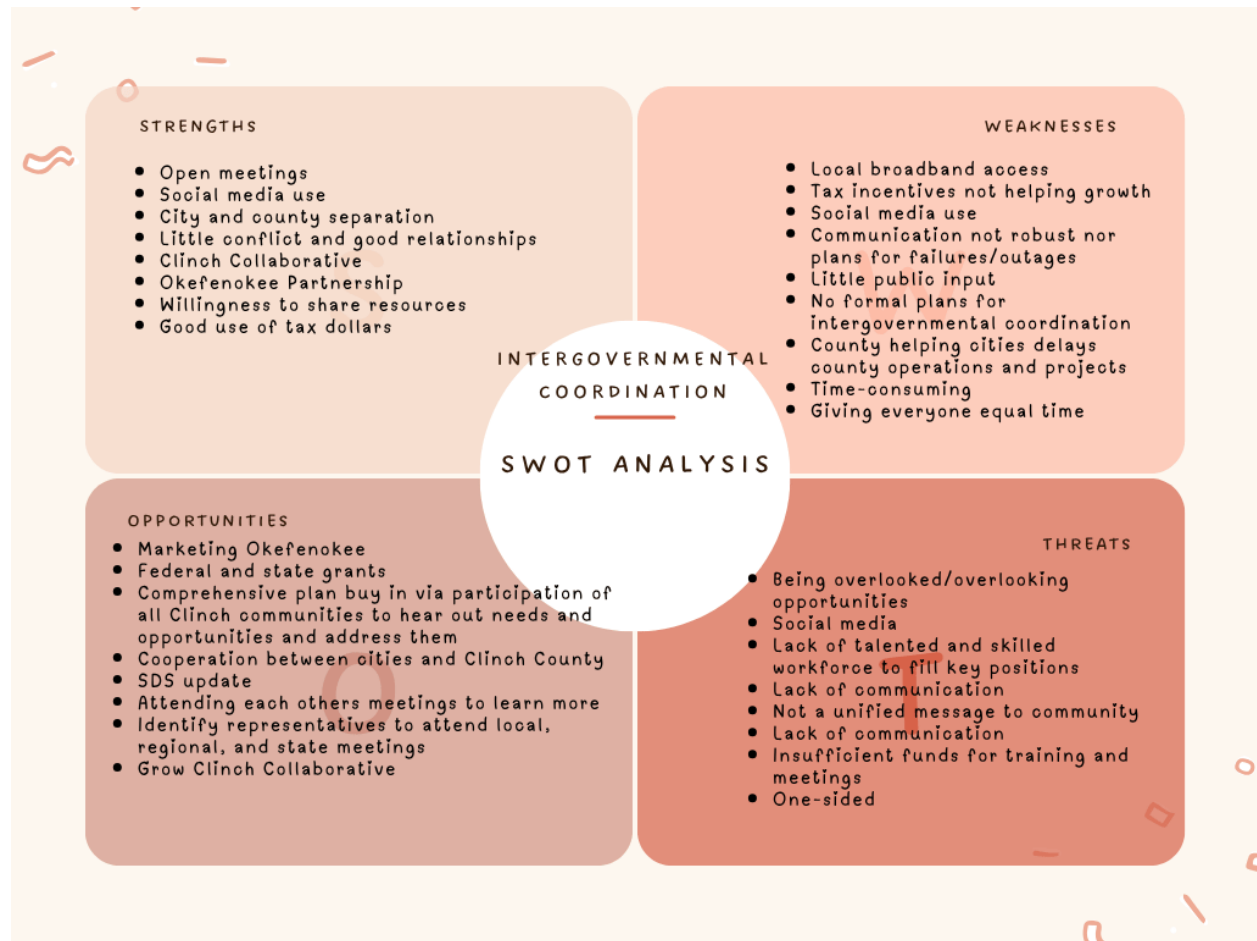 STRENGTHS
• Open meetings
• Social media use
• City and county separation
• Little conflict and good relationships
• Clinch Collaborative
• Okefenokee Partnership
• Willingness to share resources
• Good use of tax dollars
S
WEAKNESSES
• Local broadband access
• Tax incentives not helping growth
• Social media use
• Communication not robust nor
plans for failures/outages
• Little public input
• No formal plans for
intergovernmental coordination
• County helping cities delays
county operations and projects
• Time-consuming
• Giving everyone equal time
W
INTERGOVERNMENTAL
COORDINATION
SWOT ANALYSIS
OPPORTUNITIES
• Marketing Okefenokee
• Federal and state grants
• Comprehensive plan buy in via participation of
all Clinch communities to hear out needs and
opportunities and address them
• Cooperation between cities and Clinch County
• SDS update
• Attending each others meetings to learn more
• Identify representatives to attend local,
regional, and state meetings
• Grow Clinch Collaborative
O
THREATS
• Being overlooked/overlooking
opportunities
• Social media
• Lack of talented and skilled
workforce to fill key positions
• Lack of communication
• Not a unified message to community
• Lack of communication
• Insufficient funds for training and
meetings
• One-sided
T